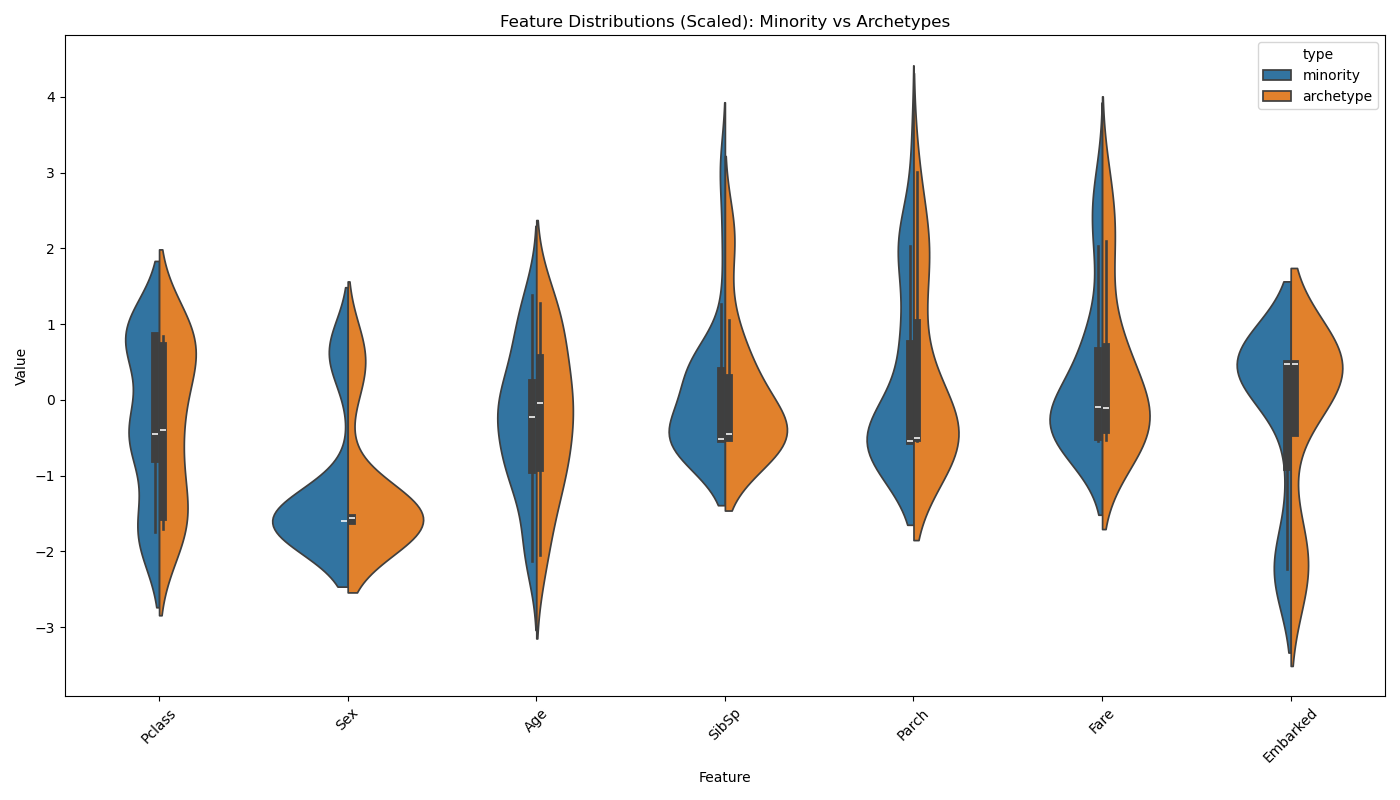 Feature Distributions (Scaled): Minority vs Archetypes
type
minority
archetype
Value
4
3
2
1
0
−1
−2
−3
Pclass
Sex
Age
SibSp
Parch
Fare
Embarked
Feature